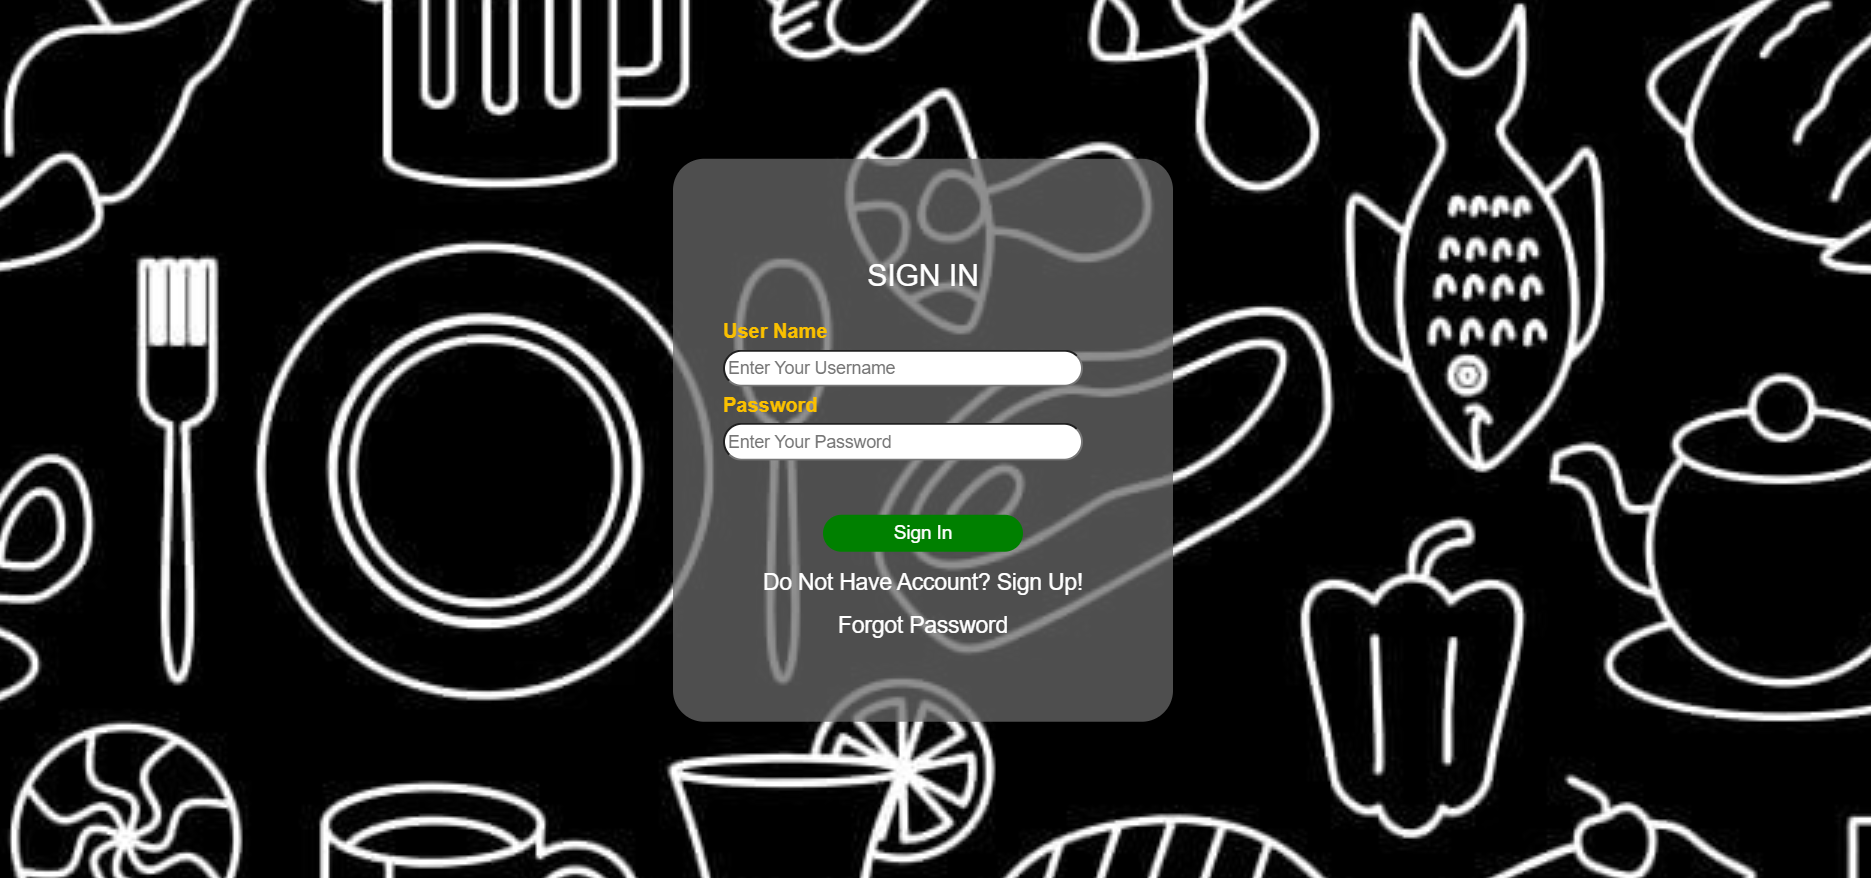 SIGN IN
User Name
Enter Your Username
Password
Enter Your Password
Sign In
Do Not Have Account? Sign Up!
Forgot Password